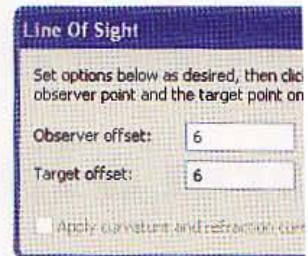 Line Of Sight
Set options below as desired, then clic
observer point and the target point on
Observer offset: 6
Target offset: 6
Apply curvature and refraction corr